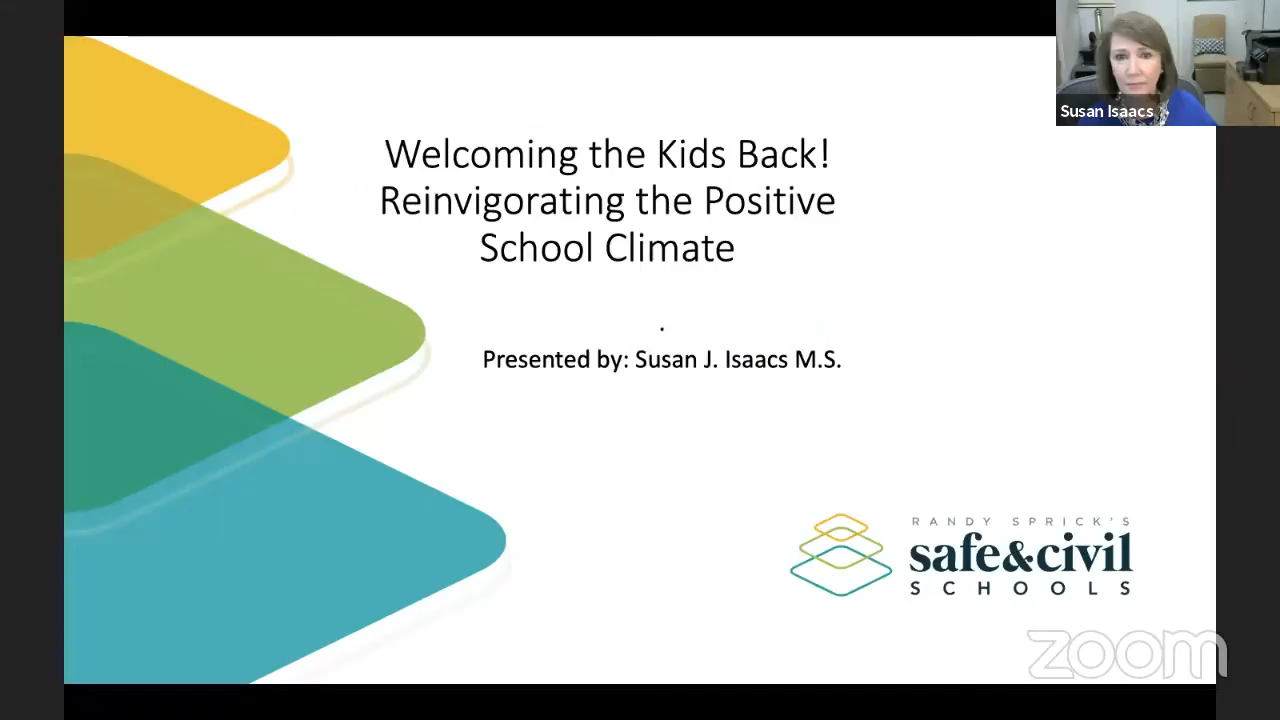 Susan Isaacs
Welcoming the Kids Back!
Reinvigorating the Positive
School Climate
.
Presented by: Susan J. Isaacs M.S.
RANDY SPRICK'S
safe&civil
SCHOOLS
zoom